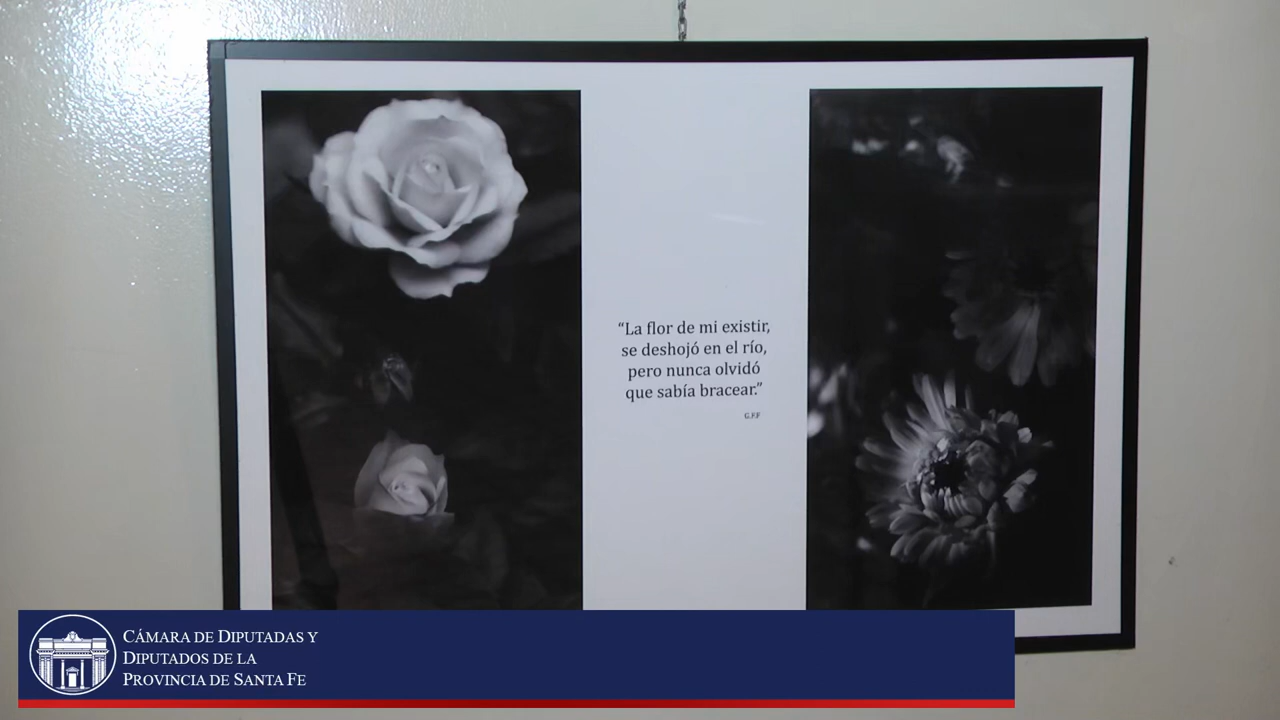 “La flor de mi existir,
se deshojó en el río,
pero nunca olvidó
que sabía bracear.”
G.F.F
CÁMARA DE DIPUTADAS Y
DIPUTADOS DE LA
PROVINCIA DE SANTA FE